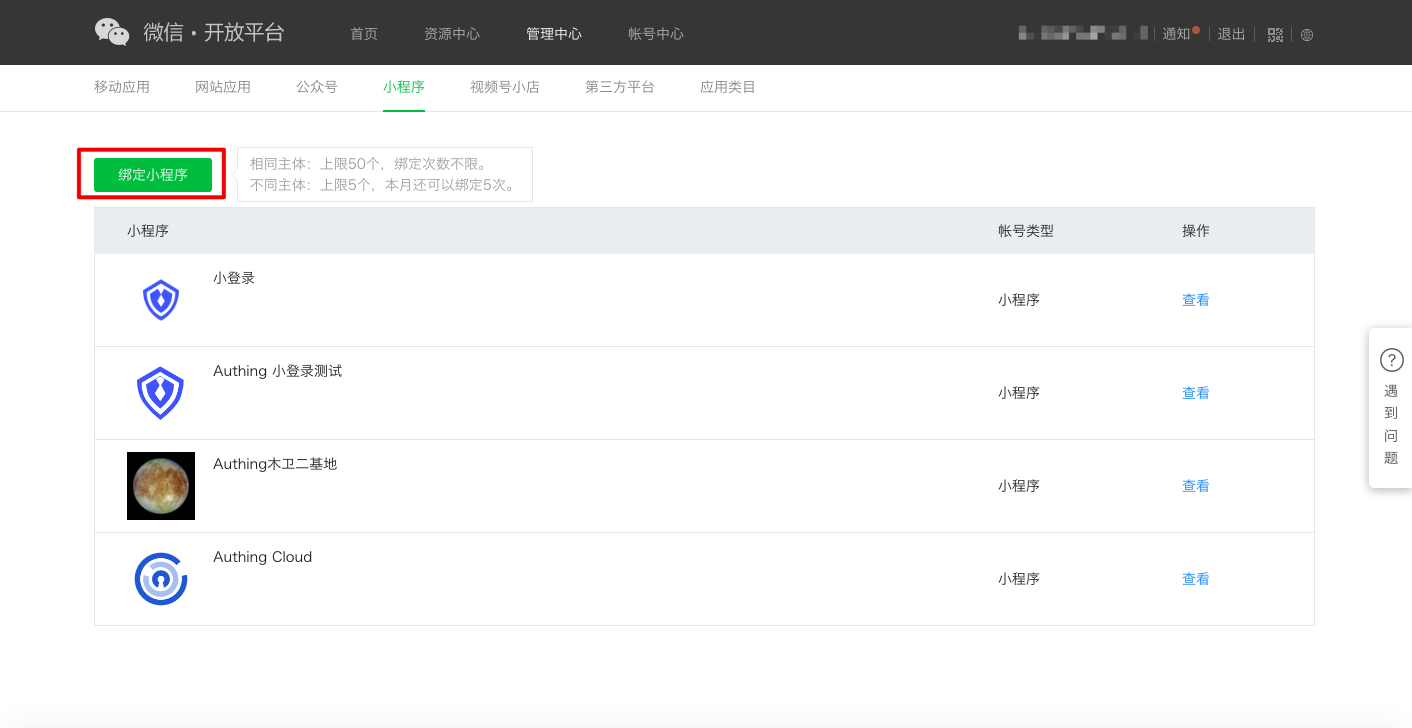 微信·开放平台 首页 资源中心 管理中心 帐号中心 通知 退出
移动应用 网站应用 公众号 小程序 视频号小店 第三方平台 应用类目
绑定小程序
相同主体：上限50个，绑定次数不限。
不同主体：上限5个，本月还可以绑定5次。
小程序 帐号类型 操作
小登录 小程序 查看
Authing 小登录测试 小程序 查看
Authing木卫二基地 小程序 查看
Authing Cloud 小程序 查看
?
遇
到
问
题